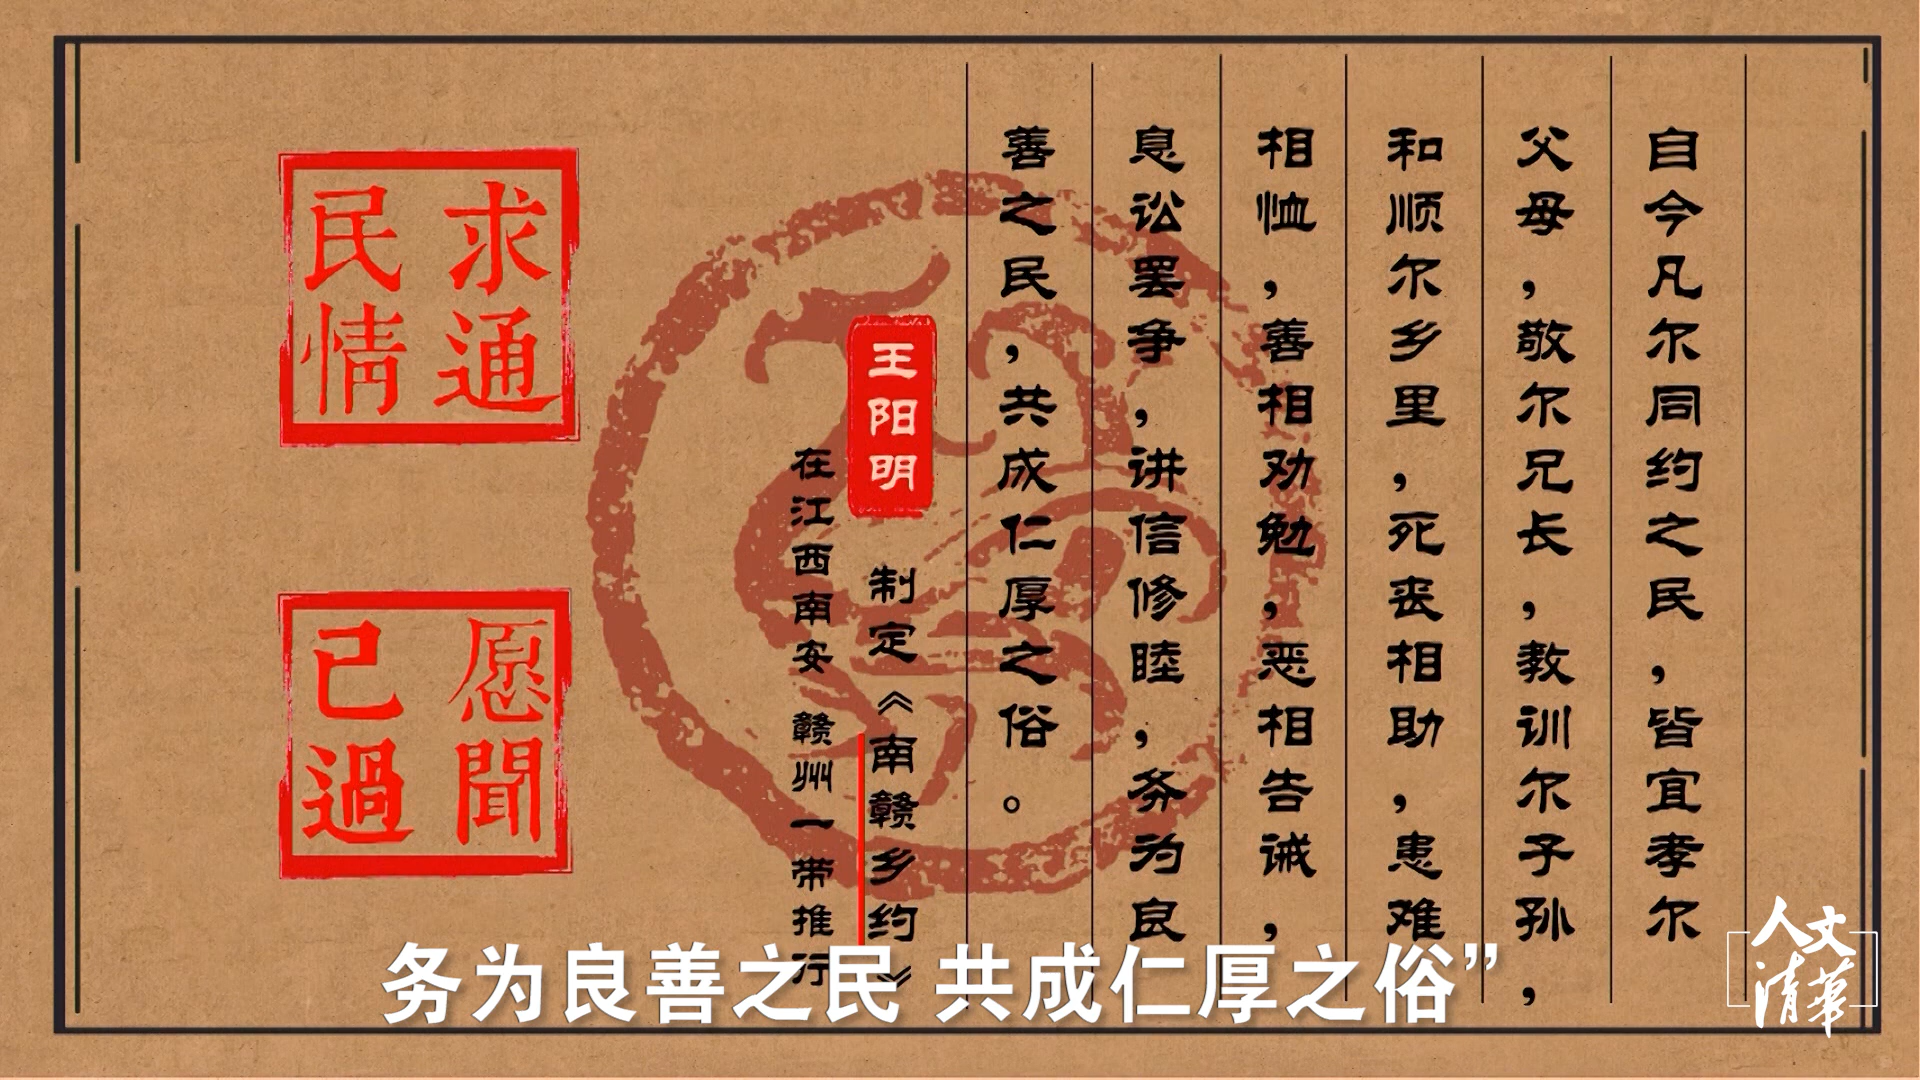 自今凡尔同约之民,皆宜孝尔
父母,敬尔兄长,教训尔子孙,
和顺尔乡里,死丧相助,患难
相恤,善相劝勉,恶相告诫,
息讼罢争,讲信修睦,务为良
善之民,共成仁厚之俗。
王阳明 制定《南赣乡约》
在江西南安 赣州一带推行
求通
民情
愿聞
已過
务为良善之民 共成仁厚之俗”
人文
清華